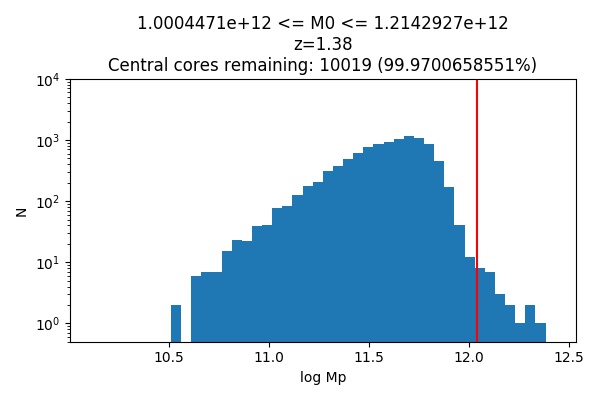 1.0004471e+12 <= M0 <= 1.2142927e+12
z=1.38
Central cores remaining: 10019 (99.9700658551%)
10⁴
10³
10²
10¹
10⁰
N
10.5 11.0 11.5 12.0 12.5
log Mp